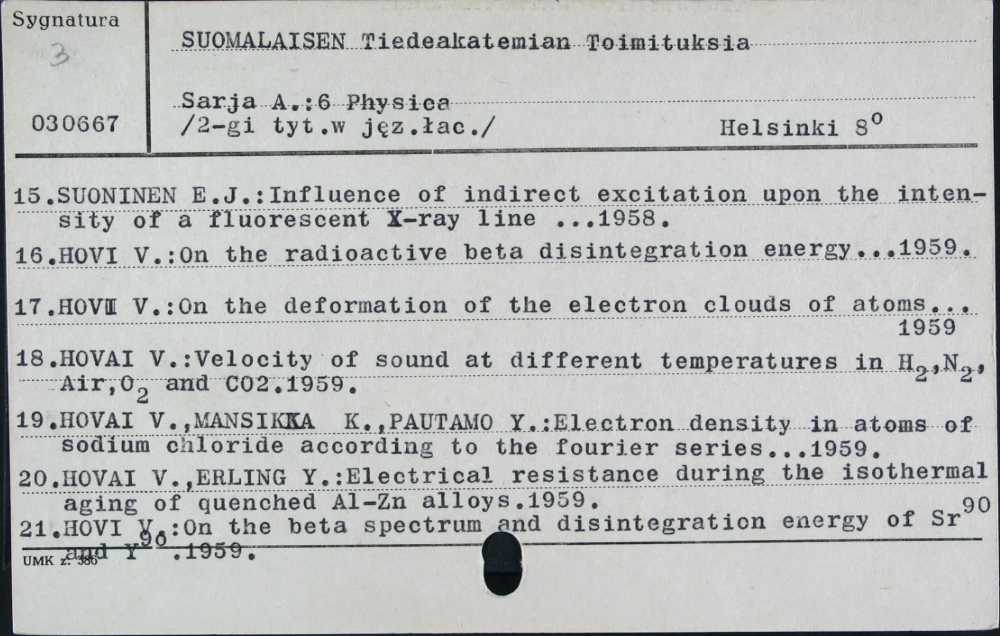 Sygnatura
3
030667
SUOMALAISEN Tiedeakatemian Toimituksia
Sarja A.:6 Physica
/2-gi tyt.w jęz.łac./ Helsinki 8º
15.SUONINEN E.J.:Influence of indirect excitation upon the inten-
sity of a fluorescent X-ray line ...1958.
16.HOVI V.:On the radioactive beta disintegration energy...1959.
17.HOVI V.:On the deformation of the electron clouds of atoms...
1959
18.HOVAI V.:Velocity of sound at different temperatures in H₂,N₂,
Air,O₂ and CO2.1959.
19.HOVAI V.,MANSIKKA K.,PAUTAMO Y.:Electron density in atoms of
sodium chloride according to the fourier series...1959.
20.HOVAI V.,ERLING Y.:Electrical resistance during the isothermal
aging of quenched Al-Zn alloys.1959.
21.HOVI V.:On the beta spectrum and disintegration energy of Sr⁹⁰
and Y⁹⁰.1959.
UMK z. 386